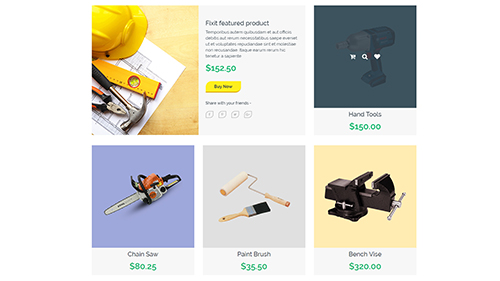 Fixit featured product
Temporibus autem quibusdam et aut officiis
debitis aut rerum necessitatibus saepe eveniet
ut et voluptates repudiandae sint et molestiae
non recusandae. Itaque earum rerum hic
tenetur a sapiente
$152.50
Buy Now
Share with your friends -
Hand Tools
$150.00
Chain Saw
$80.25
Paint Brush
$35.50
Bench Vise
$320.00